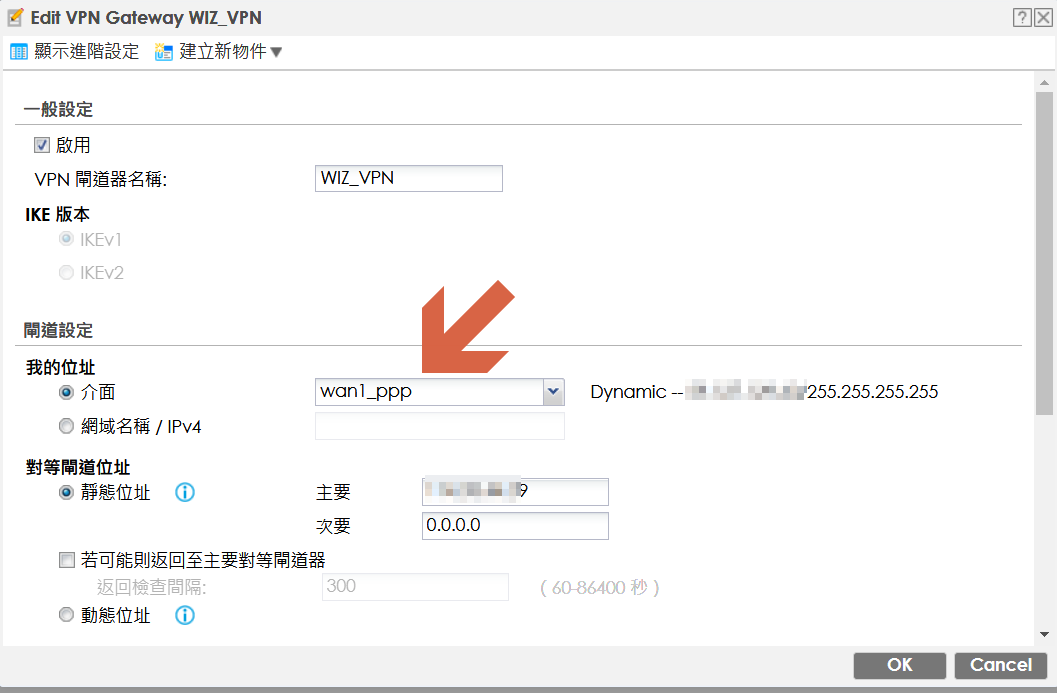 Edit VPN Gateway WIZ_VPN
顯示進階設定 建立新物件
一般設定
啟用
VPN 閘道器名稱: WIZ_VPN
IKE 版本
IKEv1
IKEv2
閘道設定
我的位址
介面 wan1_ppp Dynamic -- 255.255.255.255
網域名稱 / IPv4
對等閘道位址
靜態位址 主要 9
次要 0.0.0.0
若可能則返回至主要對等閘道器
返回檢查間隔: 300 ( 60-86400 秒 )
動態位址
OK Cancel